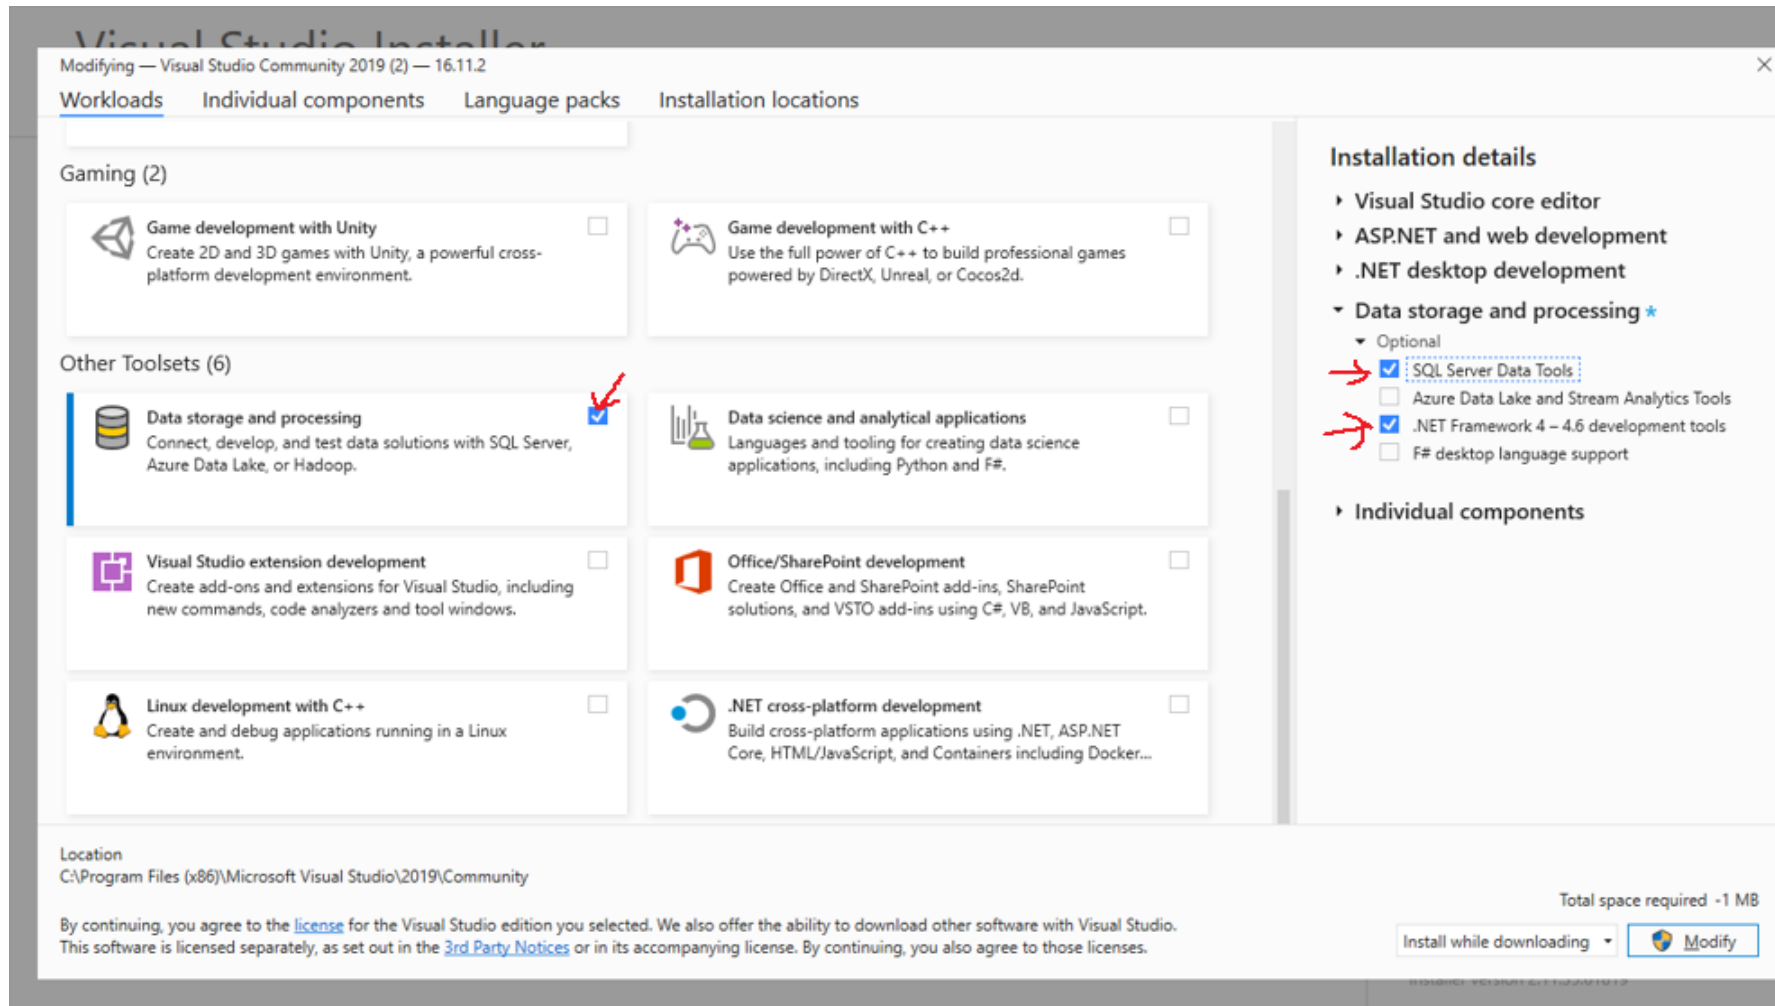 Visual Studio Installer
Modifying — Visual Studio Community 2019 (2) — 16.11.2
Workloads
Individual components
Language packs
Installation locations
Gaming (2)
Game development with Unity
Create 2D and 3D games with Unity, a powerful cross-
platform development environment.
Game development with C++
Use the full power of C++ to build professional games
powered by DirectX, Unreal, or Cocos2d.
Other Toolsets (6)
Data storage and processing
Connect, develop, and test data solutions with SQL Server,
Azure Data Lake, or Hadoop.
Data science and analytical applications
Languages and tooling for creating data science
applications, including Python and F#.
Visual Studio extension development
Create add-ons and extensions for Visual Studio, including
new commands, code analyzers and tool windows.
Office/SharePoint development
Create Office and SharePoint add-ins, SharePoint
solutions, and VSTO add-ins using C#, VB, and JavaScript.
Linux development with C++
Create and debug applications running in a Linux
environment.
.NET cross-platform development
Build cross-platform applications using .NET, ASP.NET
Core, HTML/JavaScript, and Containers including Docker...
Installation details
Visual Studio core editor
ASP.NET and web development
.NET desktop development
Data storage and processing *
Optional
SQL Server Data Tools
Azure Data Lake and Stream Analytics Tools
.NET Framework 4 – 4.6 development tools
F# desktop language support
Individual components
Location
C:\Program Files (x86)\Microsoft Visual Studio\2019\Community
By continuing, you agree to the license for the Visual Studio edition you selected. We also offer the ability to download other software with Visual Studio.
This software is licensed separately, as set out in the 3rd Party Notices or in its accompanying license. By continuing, you also agree to those licenses.
Total space required -1 MB
Install while downloading
Modify